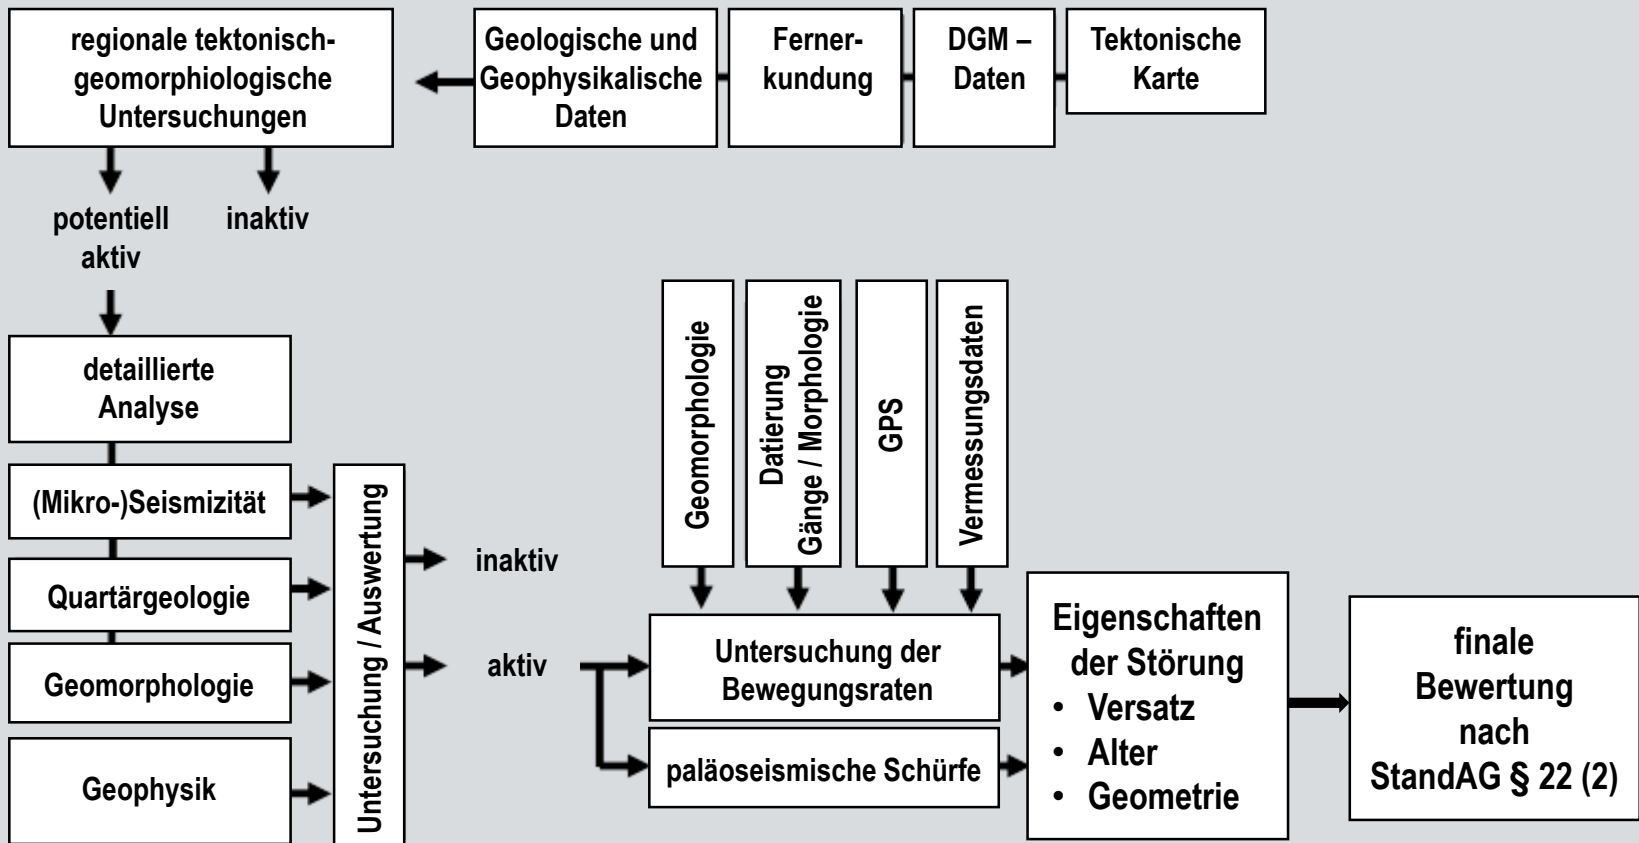 regionale tektonisch-
geomorphiologische
Untersuchungen
Geologische und
Geophysikalische
Daten
Ferner-
kundung
DGM –
Daten
Tektonische
Karte
potentiell
aktiv
inaktiv
detaillierte
Analyse
(Mikro-)Seismizität
Quartärgeologie
Geomorphologie
Geophysik
Untersuchung / Auswertung
inaktiv
aktiv
Geomorphologie
Datierung
Gänge / Morphologie
GPS
Vermessungsdaten
Untersuchung der
Bewegungsraten
paläoseismische Schürfe
Eigenschaften
der Störung
• Versatz
• Alter
• Geometrie
finale
Bewertung
nach
StandAG § 22 (2)